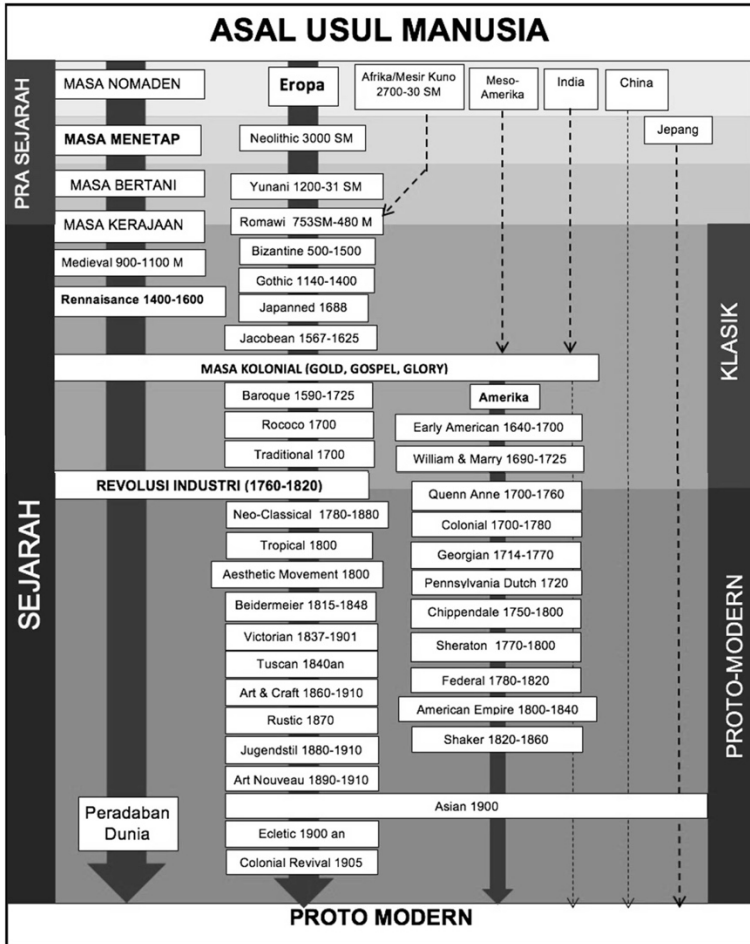 ASAL USUL MANUSIA
PRA SEJARAH
SEJARAH
MASA NOMADEN
MASA MENETAP
MASA BERTANI
MASA KERAJAAN
Medieval 900-1100 M
Rennaisance 1400-1600
Peradaban
Dunia
Eropa
Neolithic 3000 SM
Yunani 1200-31 SM
Romawi 753SM-480 M
Bizantine 500-1500
Gothic 1140-1400
Japanned 1688
Jacobean 1567-1625
Afrika/Mesir Kuno
2700-30 SM
Meso-
Amerika
India
China
Jepang
MASA KOLONIAL (GOLD, GOSPEL, GLORY)
Baroque 1590-1725
Rococo 1700
Traditional 1700
REVOLUSI INDUSTRI (1760-1820)
Neo-Classical 1780-1880
Tropical 1800
Aesthetic Movement 1800
Beidermeier 1815-1848
Victorian 1837-1901
Tuscan 1840an
Art & Craft 1860-1910
Rustic 1870
Jugendstil 1880-1910
Art Nouveau 1890-1910
Amerika
Early American 1640-1700
William & Marry 1690-1725
Quenn Anne 1700-1760
Colonial 1700-1780
Georgian 1714-1770
Pennsylvania Dutch 1720
Chippendale 1750-1800
Sheraton 1770-1800
Federal 1780-1820
American Empire 1800-1840
Shaker 1820-1860
Asian 1900
Ecletic 1900 an
Colonial Revival 1905
KLASIK
PROTO-MODERN
PROTO MODERN